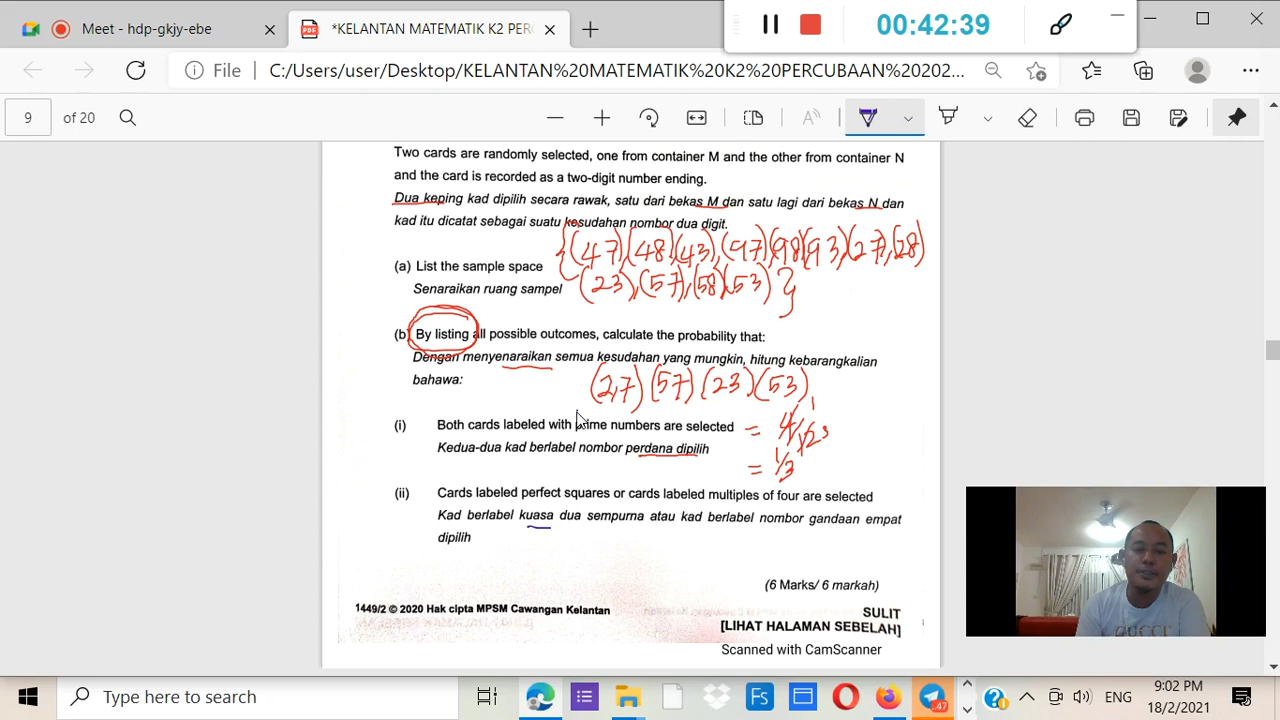 00:42:39
Meet - hdp-gkjy-ebe
*KELANTAN MATEMATIK K2 PERC
File
C:/Users/user/Desktop/KELANTAN%20MATEMATIK%20K2%20PERCUBAAN%20202...
9 of 20
Two cards are randomly selected, one from container M and the other from container N
and the card is recorded as a two-digit number ending.
Dua keping kad dipilih secara rawak, satu dari bekas M dan satu lagi dari bekas N dan
kad itu dicatat sebagai suatu kesudahan nombor dua digit.
{(47),(48)(43),(97)(98)(93)(27),(28)
(a) List the sample space
Senaraikan ruang sampel
(23),(57),(58)(53)}
(b) By listing all possible outcomes, calculate the probability that:
Dengan menyenaraikan semua kesudahan yang mungkin, hitung kebarangkalian
bahawa:
(2,7) (57) (23) (53)
(i) Both cards labeled with prime numbers are selected
= 4/12 1 3
Kedua-dua kad berlabel nombor perdana dipilih
= 1/3
(ii) Cards labeled perfect squares or cards labeled multiples of four are selected
Kad berlabel kuasa dua sempurna atau kad berlabel nombor gandaan empat
dipilih
(6 Marks/ 6 markah)
1449/2 © 2020 Hak cipta MPSM Cawangan Kelantan
SULIT
[LIHAT HALAMAN SEBELAH]
Scanned with CamScanner
GUCCI
Type here to search
Fs
.47
ENG
9:02 PM
18/2/2021